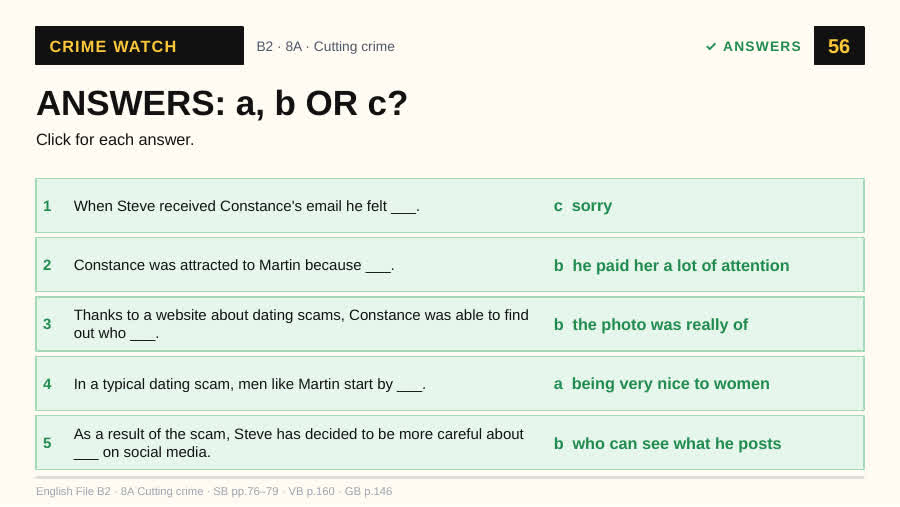 CRIME WATCH
B2 · 8A · Cutting crime
✓ ANSWERS
56
ANSWERS: a, b OR c?
Click for each answer.
1 When Steve received Constance's email he felt ___. c sorry
2 Constance was attracted to Martin because ___. b he paid her a lot of attention
3 Thanks to a website about dating scams, Constance was able to find
out who ___. b the photo was really of
4 In a typical dating scam, men like Martin start by ___. a being very nice to women
5 As a result of the scam, Steve has decided to be more careful about
___ on social media. b who can see what he posts
English File B2 · 8A Cutting crime · SB pp.76–79 · VB p.160 · GB p.146